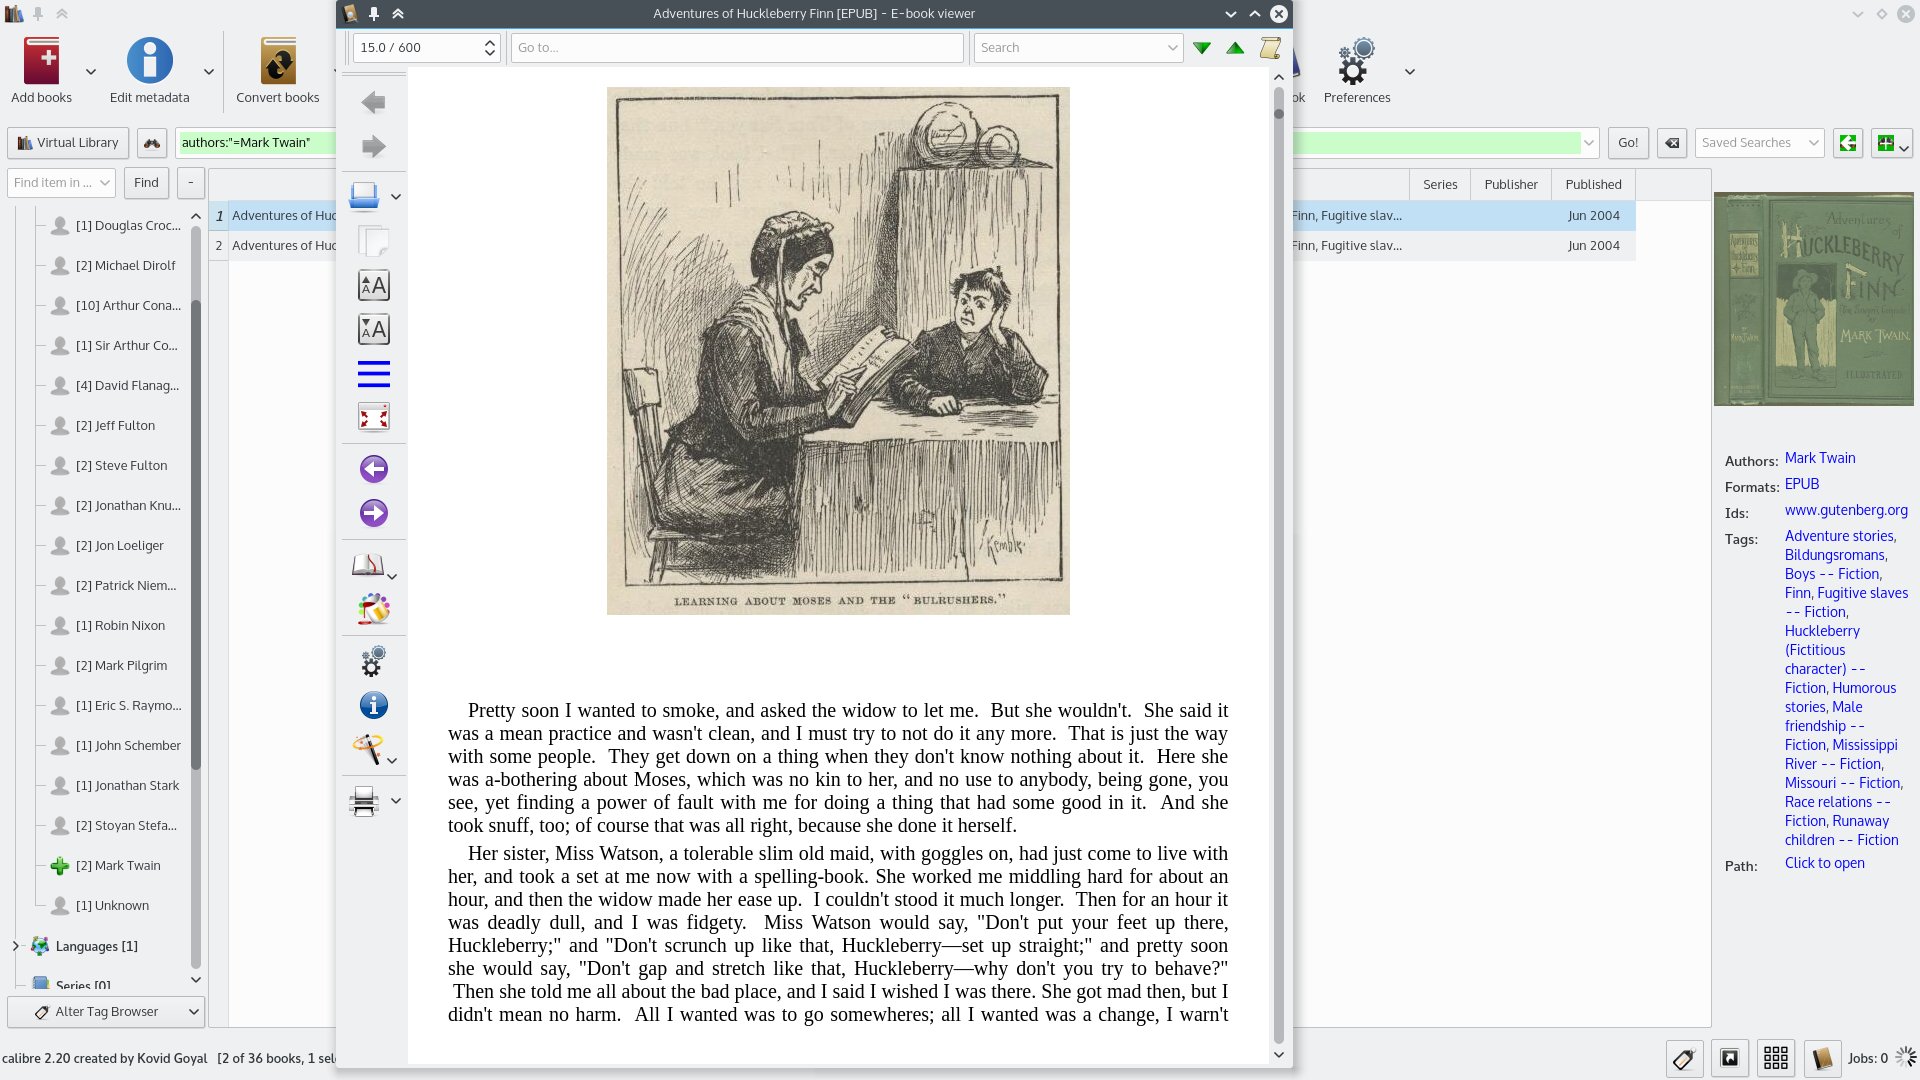 Adventures of Huckleberry Finn [EPUB] - E-book viewer
15.0 / 600
Go to...
Search
Add books
Edit metadata
Convert books
ok
Preferences
Virtual Library
authors:"=Mark Twain"
Go!
Saved Searches
Find item in ...
Find
-
Series
Publisher
Published
1 Adventures of Huc
Finn, Fugitive slav...
Jun 2004
2 Adventures of Huc
Finn, Fugitive slav...
Jun 2004
[1] Douglas Croc...
[2] Michael Dirolf
[10] Arthur Cona...
[1] Sir Arthur Co...
[4] David Flanag...
[2] Jeff Fulton
[2] Steve Fulton
[2] Jonathan Knu...
[2] Jon Loeliger
[2] Patrick Niem...
[1] Robin Nixon
[2] Mark Pilgrim
[1] Eric S. Raymo...
[1] John Schember
[1] Jonathan Stark
[2] Stoyan Stefa...
[2] Mark Twain
[1] Unknown
Languages [1]
Series [0]
Alter Tag Browser
calibre 2.20 created by Kovid Goyal [2 of 36 books, 1 sel
Kemble
LEARNING ABOUT MOSES AND THE "BULRUSHERS."
Pretty soon I wanted to smoke, and asked the widow to let me. But she wouldn't. She said it
was a mean practice and wasn't clean, and I must try to not do it any more. That is just the way
with some people. They get down on a thing when they don't know nothing about it. Here she
was a-bothering about Moses, which was no kin to her, and no use to anybody, being gone, you
see, yet finding a power of fault with me for doing a thing that had some good in it. And she
took snuff, too; of course that was all right, because she done it herself.
Her sister, Miss Watson, a tolerable slim old maid, with goggles on, had just come to live with
her, and took a set at me now with a spelling-book. She worked me middling hard for about an
hour, and then the widow made her ease up. I couldn't stood it much longer. Then for an hour it
was deadly dull, and I was fidgety. Miss Watson would say, "Don't put your feet up there,
Huckleberry;" and "Don't scrunch up like that, Huckleberry—set up straight;" and pretty soon
she would say, "Don't gap and stretch like that, Huckleberry—why don't you try to behave?"
Then she told me all about the bad place, and I said I wished I was there. She got mad then, but I
didn't mean no harm. All I wanted was to go somewheres; all I wanted was a change, I warn't
Adventures
of
HUCKLEBERRY
FINN
BY
MARK TWAIN.
ILLUSTRATED
Authors: Mark Twain
Formats: EPUB
Ids: www.gutenberg.org
Tags: Adventure stories,
Bildungsromans,
Boys -- Fiction,
Finn, Fugitive slaves
-- Fiction,
Huckleberry
(Fictitious
character) --
Fiction, Humorous
stories, Male
friendship --
Fiction, Mississippi
River -- Fiction,
Missouri -- Fiction,
Race relations --
Fiction, Runaway
children -- Fiction
Path: Click to open
Jobs: 0